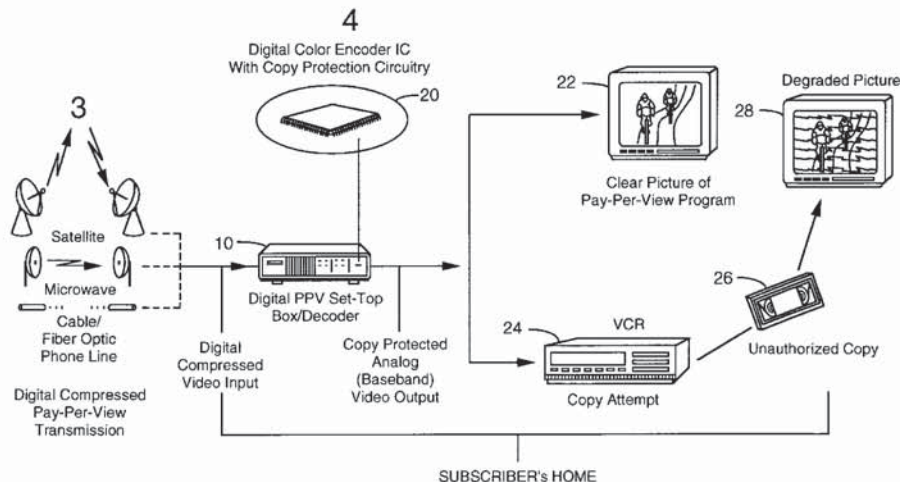 4
Digital Color Encoder IC
With Copy Protection Circuitry
20
3
22
Degraded Picture
28
Clear Picture of
Pay-Per-View Program
Satellite
10
Microwave
Digital PPV Set-Top
Box/Decoder
Cable/
Fiber Optic
Phone Line
Digital
Compressed
Video Input
Copy Protected
Analog
(Baseband)
Video Output
24
VCR
26
Unauthorized Copy
Copy Attempt
Digital Compressed
Pay-Per-View
Transmission
SUBSCRIBER's HOME